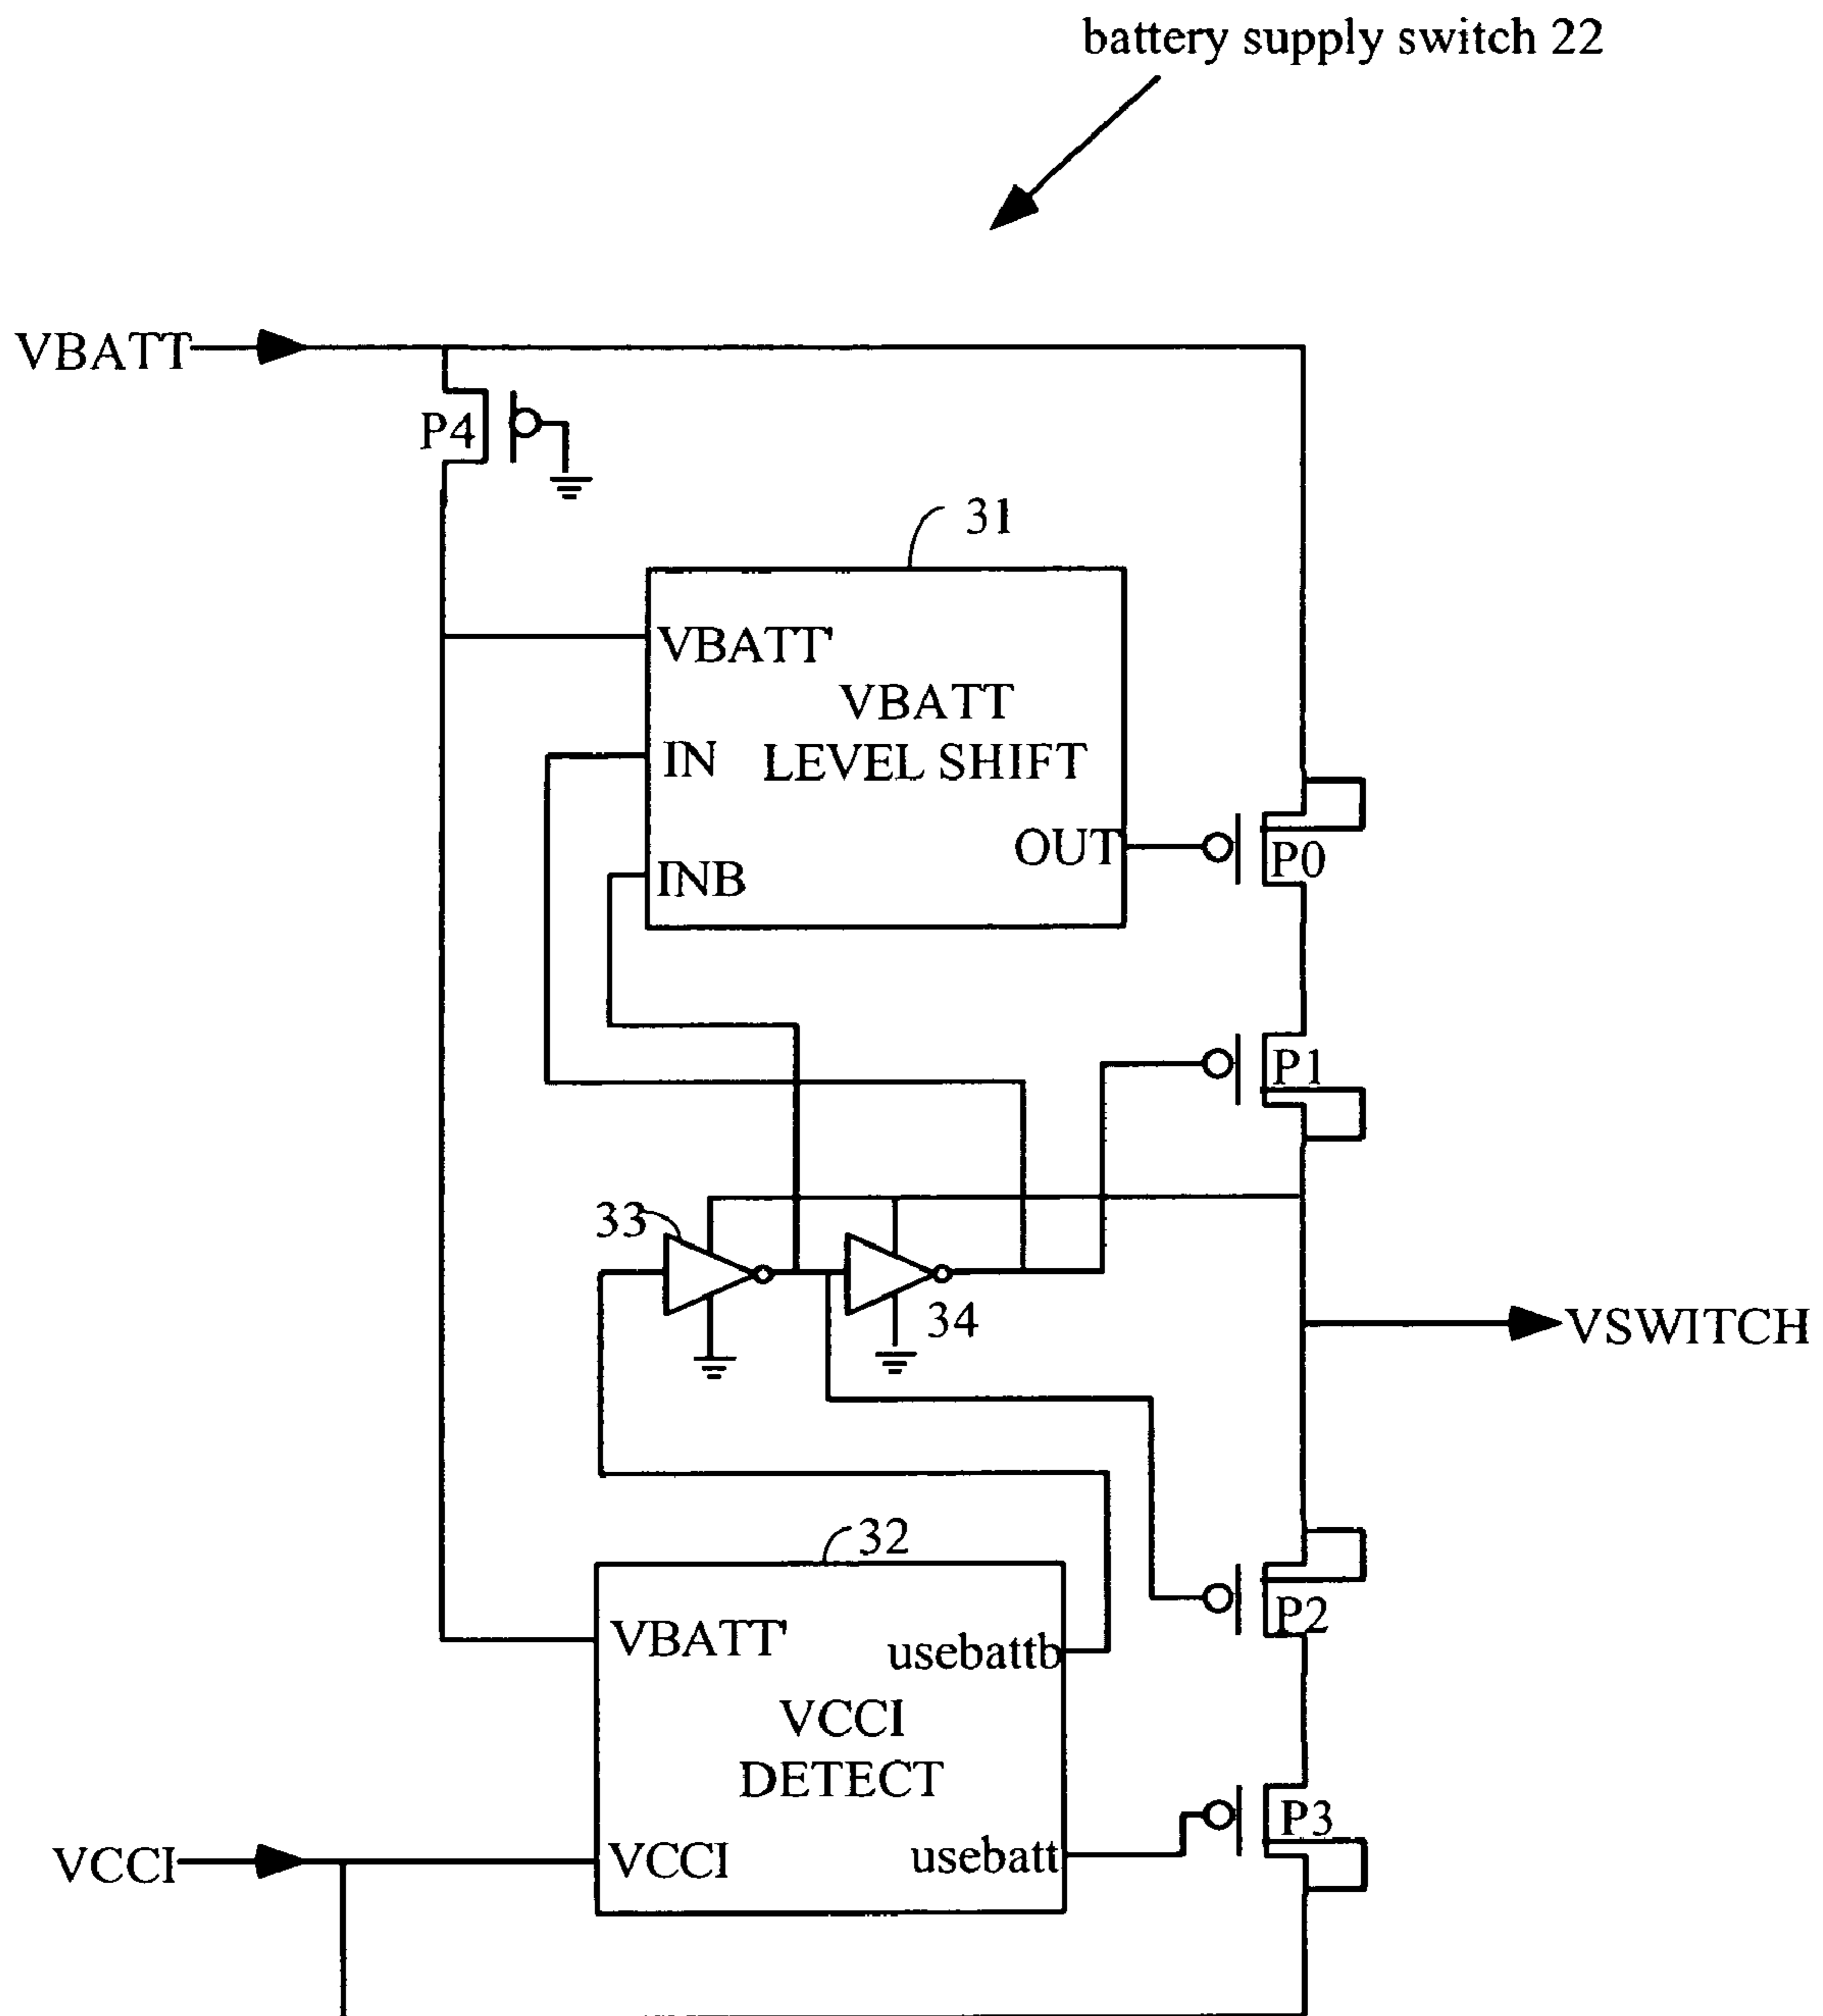 battery supply switch 22
VBATT
P4
31
VBATT'
VBATT
LEVEL SHIFT
IN
OUT
INB
P0
P1
33
34
VSWITCH
32
VBATT'
usebattb
P2
VCCI
DETECT
P3
VCCI
VCCI
usebatt